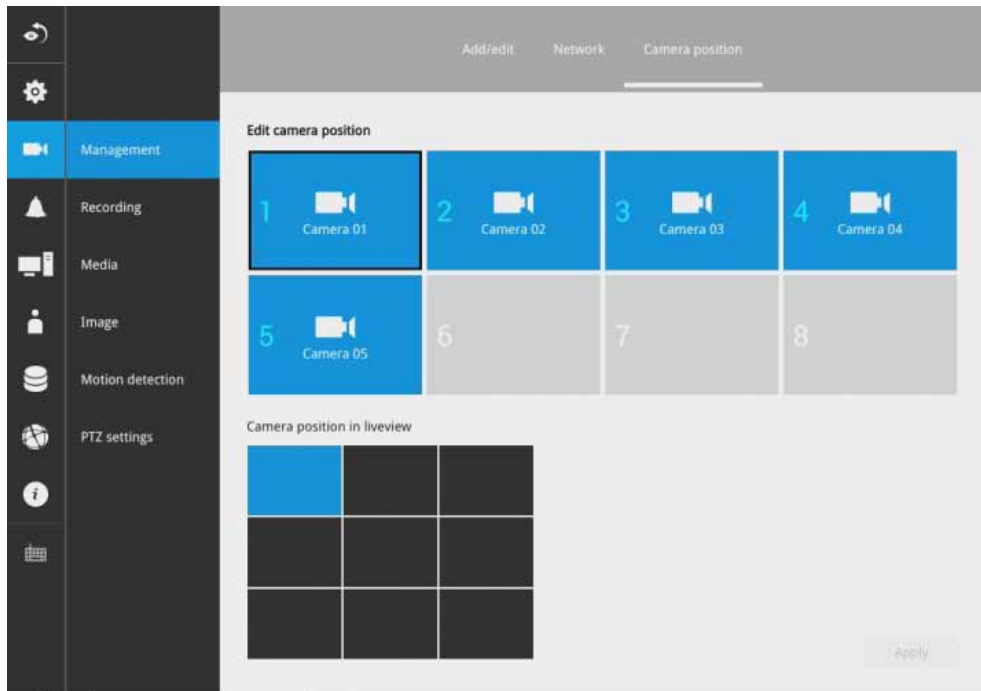 Add/edit Network Camera position
Edit camera position
Management
Recording
Media
Image
Motion detection
PTZ settings
1 Camera 01
2 Camera 02
3 Camera 03
4 Camera 04
5 Camera 05
6
7
8
Camera position in liveview
Apply